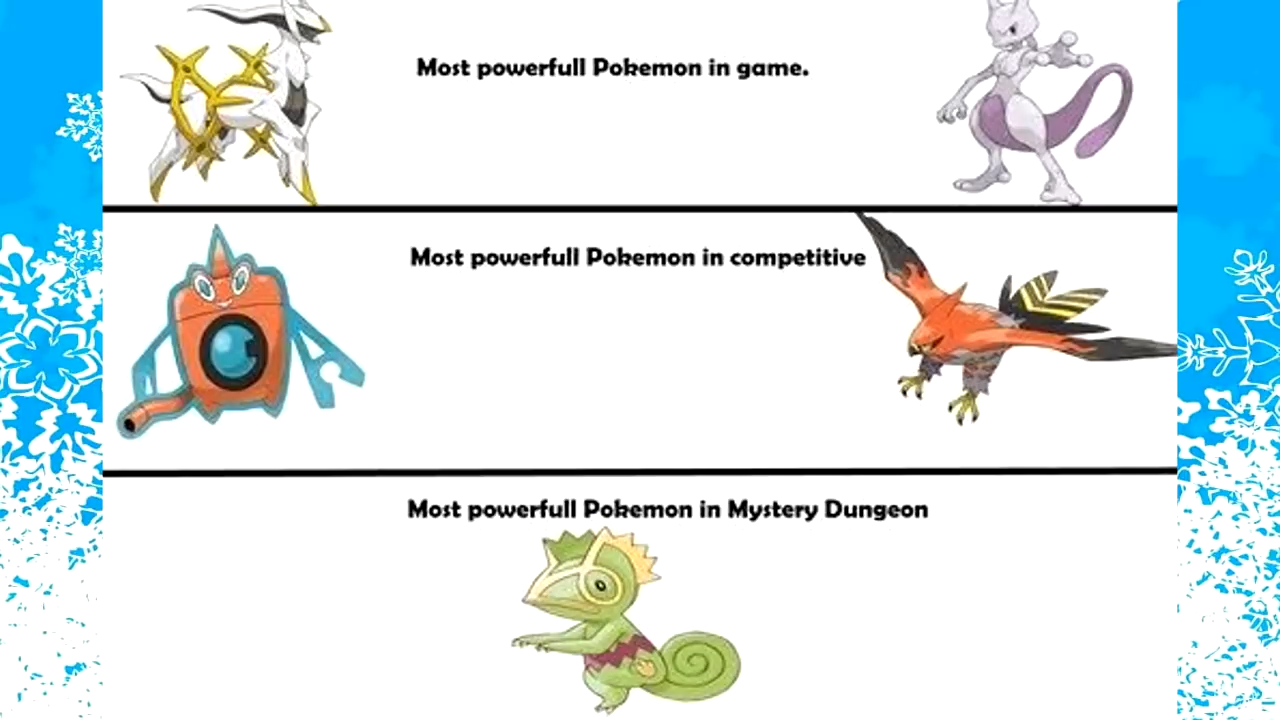 Most powerfull Pokemon in game.
Most powerfull Pokemon in competitive
Most powerfull Pokemon in Mystery Dungeon